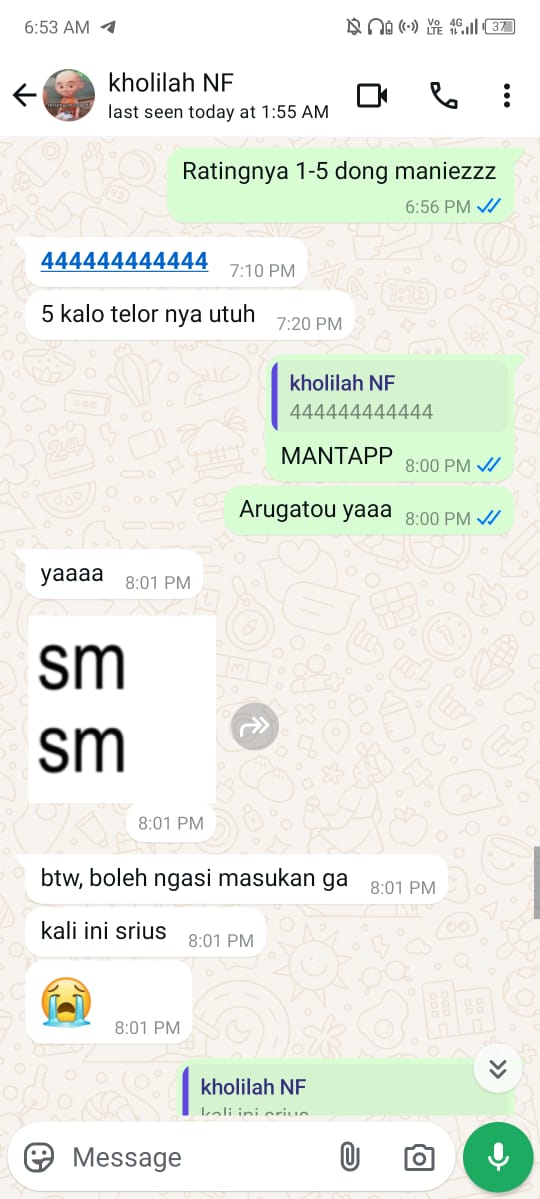 6:53 AM
Vo LTE 4G 37
kholilah NF
last seen today at 1:55 AM
Ratingnya 1-5 dong maniezzz
6:56 PM
444444444444
7:10 PM
5 kalo telor nya utuh
7:20 PM
kholilah NF
444444444444
MANTAPP
8:00 PM
Arugatou yaaa
8:00 PM
yaaaa
8:01 PM
sm
sm
8:01 PM
btw, boleh ngasi masukan ga
8:01 PM
kali ini srius
8:01 PM
😭
8:01 PM
kholilah NF
kali ini srius
Message